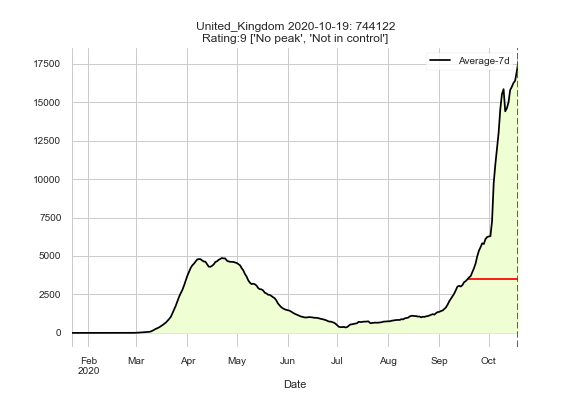 United_Kingdom 2020-10-19: 744122
Rating:9 ['No peak', 'Not in control']
Average-7d
17500
15000
12500
10000
7500
5000
2500
0
Feb Mar Apr May Jun Jul Aug Sep Oct
2020
Date